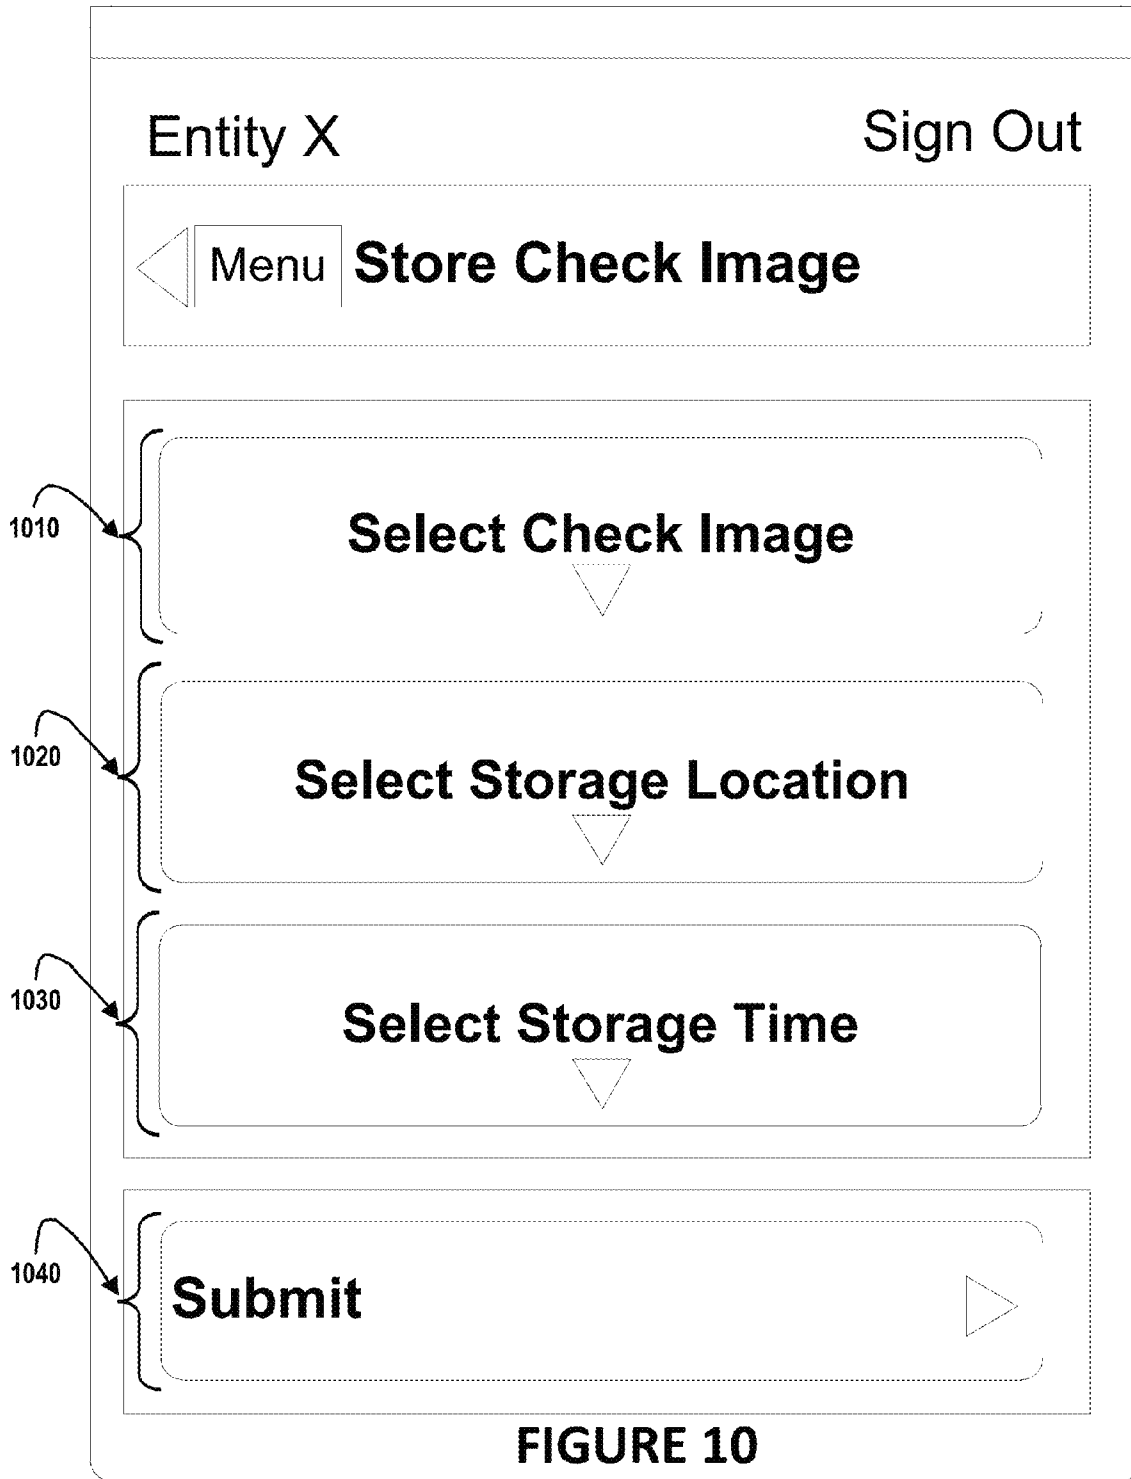 Entity X
Sign Out
Menu
Store Check Image
1010
Select Check Image
1020
Select Storage Location
1030
Select Storage Time
1040
Submit
FIGURE 10